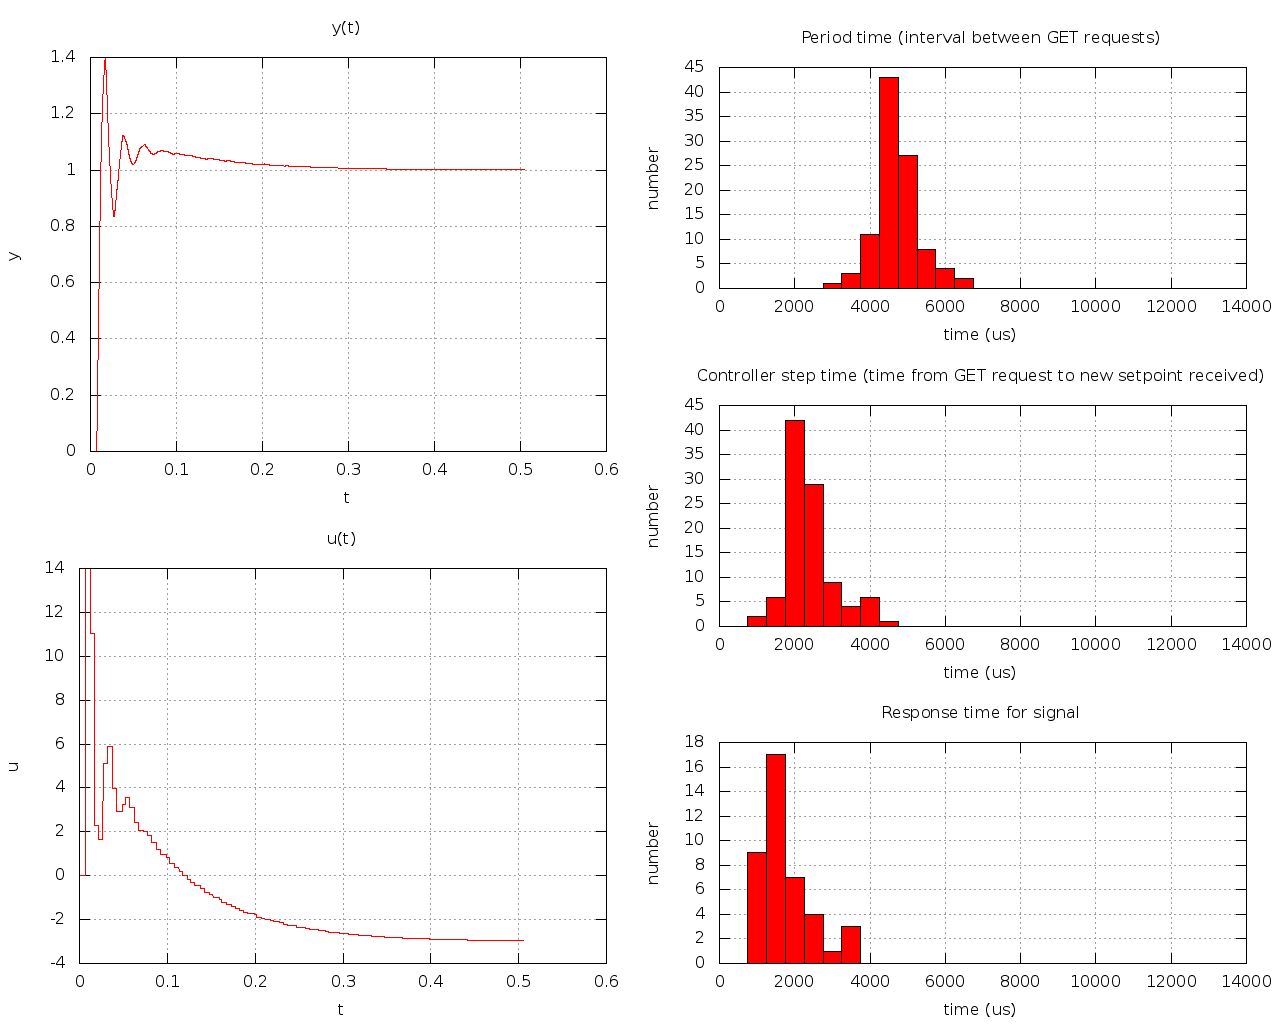 y(t)
1.4
1.2
1
0.8
0.6
0.4
0.2
0
y
0 0.1 0.2 0.3 0.4 0.5 0.6
t
u(t)
14
12
10
8
6
4
2
0
-2
-4
u
0 0.1 0.2 0.3 0.4 0.5 0.6
t
Period time (interval between GET requests)
45
40
35
30
25
20
15
10
5
0
number
0 2000 4000 6000 8000 10000 12000 14000
time (us)
Controller step time (time from GET request to new setpoint received)
45
40
35
30
25
20
15
10
5
0
number
0 2000 4000 6000 8000 10000 12000 14000
time (us)
Response time for signal
18
16
14
12
10
8
6
4
2
0
number
0 2000 4000 6000 8000 10000 12000 14000
time (us)